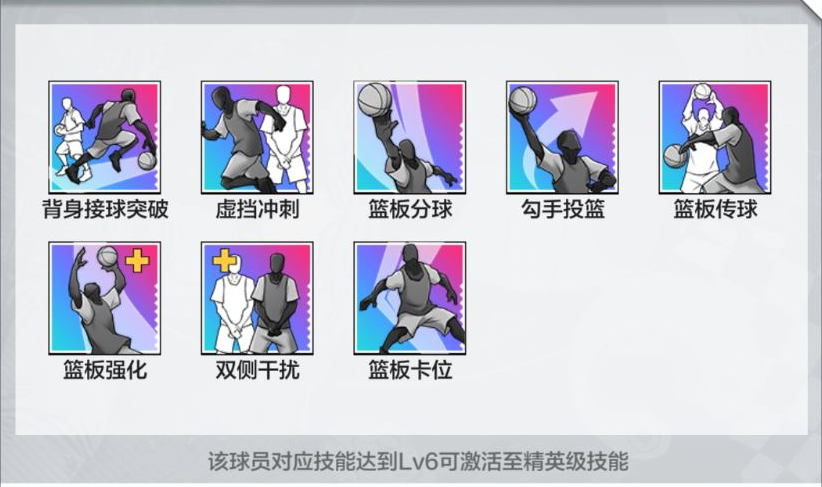 背身接球突破 虚挡冲刺 篮板分球 勾手投篮 篮板传球
篮板强化 双侧干扰 篮板卡位
该球员对应技能达到Lv6可激活至精英级技能